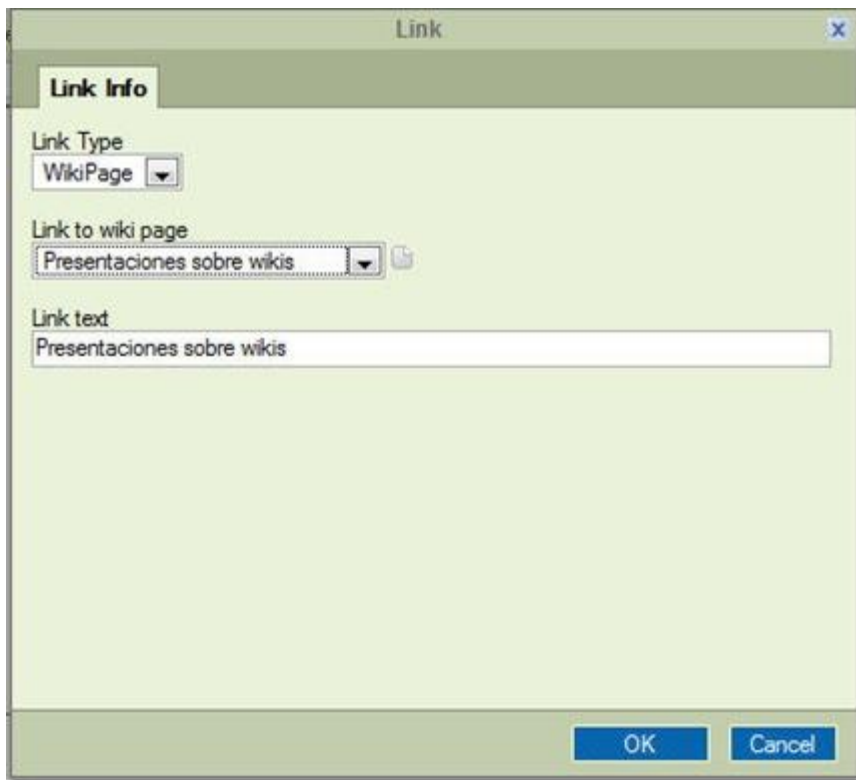 Link
Link Info
Link Type
WikiPage
Link to wiki page
Presentaciones sobre wikis
Link text
Presentaciones sobre wikis
OK Cancel